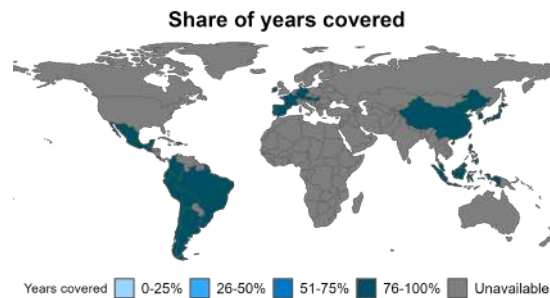 Share of years covered
Years covered 0-25% 26-50% 51-75% 76-100% Unavailable